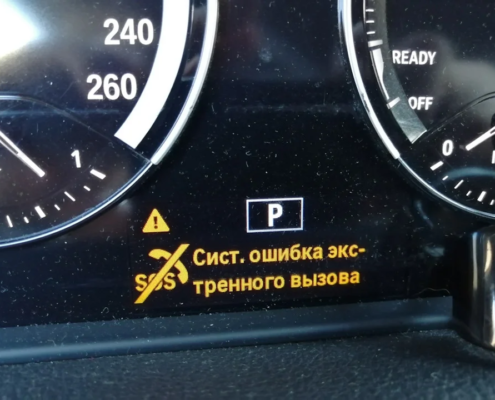 240
260
1
READY
OFF
0
P
SOS
Сист. ошибка экс-
тренного вызова